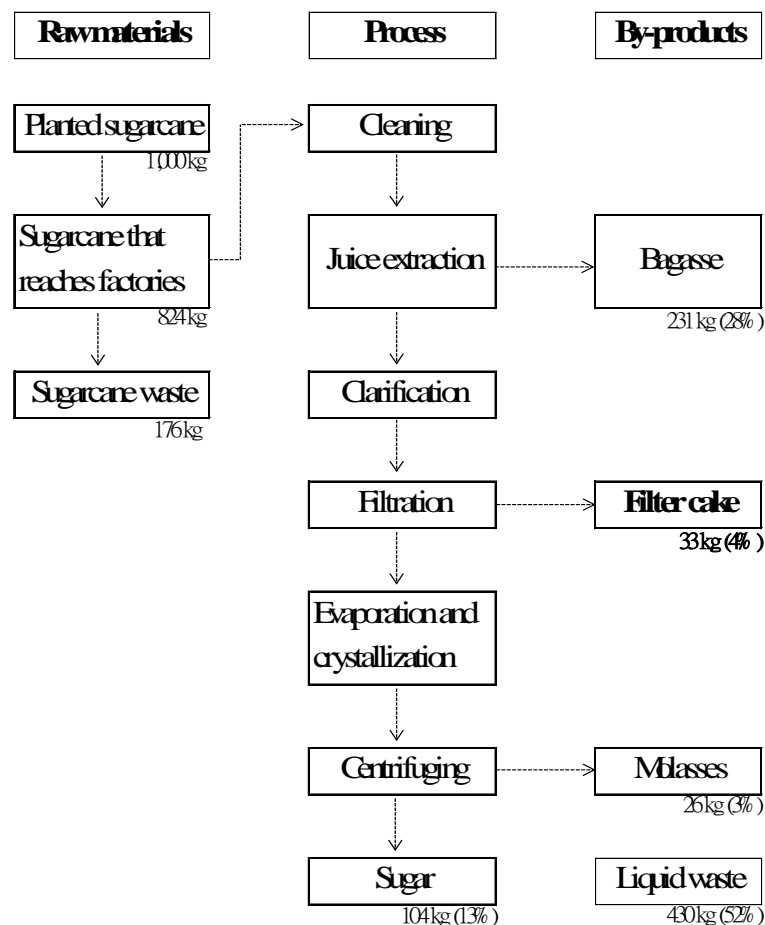 Raw materials
Process
By-products
Planted sugarcane
1,000 kg
Cleaning
Sugarcane that
reaches factories
824 kg
Juice extraction
Bagasse
231 kg (28%)
Sugarcane waste
176 kg
Clarification
Filtration
Filter cake
33 kg (4%)
Evaporation and
crystallization
Centrifuging
Molasses
26 kg (3%)
Sugar
104 kg (13%)
Liquid waste
430 kg (52%)